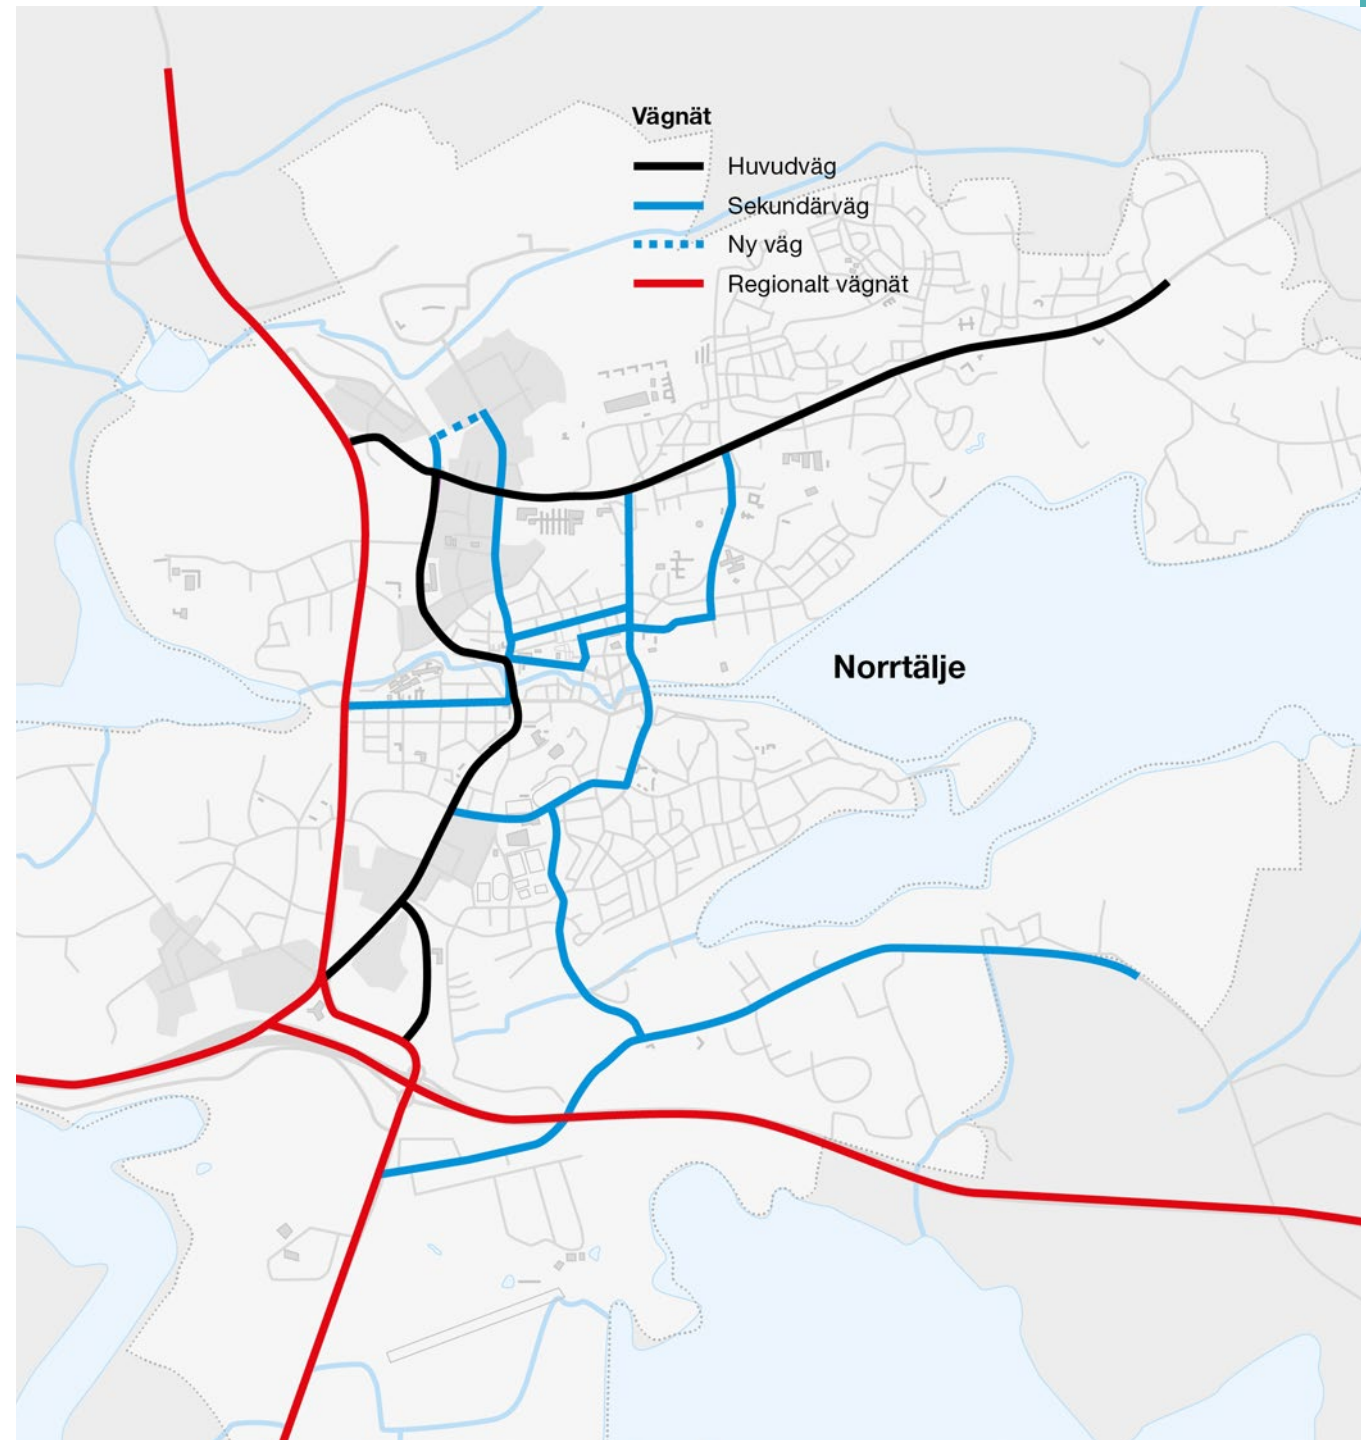 Vägnät
Huvudväg
Sekundärväg
Ny väg
Regionalt vägnät
Norrtälje